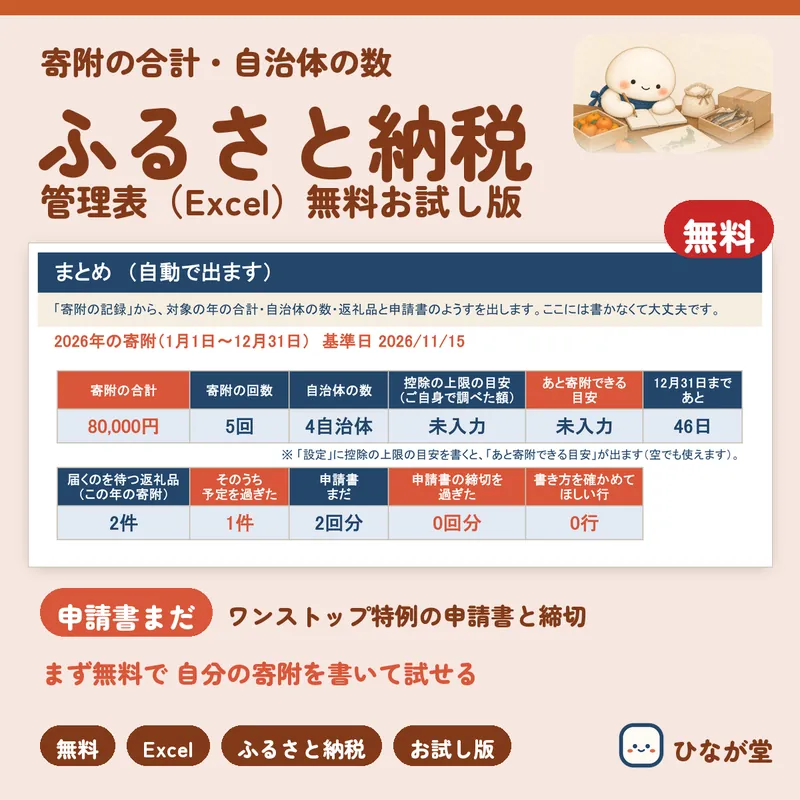 寄附の合計・自治体の数
ふるさと納税
管理表（Excel）無料お試し版
無料
まとめ （自動で出ます）
「寄附の記録」から、対象の年の合計・自治体の数・返礼品と申請書のようすを出します。ここには書かなくて大丈夫です。
2026年の寄附（1月1日～12月31日） 基準日 2026/11/15
寄附の合計
寄附の回数
自治体の数
控除の上限の目安
（ご自身で調べた額）
あと寄附できる
目安
12月31日まで
あと
80,000円
5回
4自治体
未入力
未入力
46日
※「設定」に控除の上限の目安を書くと、「あと寄附できる目安」が出ます（空でも使えます）。
届くのを待つ返礼品
（この年の寄附）
そのうち
予定を過ぎた
申請書
まだ
申請書の締切を
過ぎた
書き方を確かめて
ほしい行
2件
1件
2回分
0回分
0行
申請書まだ
ワンストップ特例の申請書と締切
まず無料で 自分の寄附を書いて試せる
無料
Excel
ふるさと納税
お試し版
ひなが堂